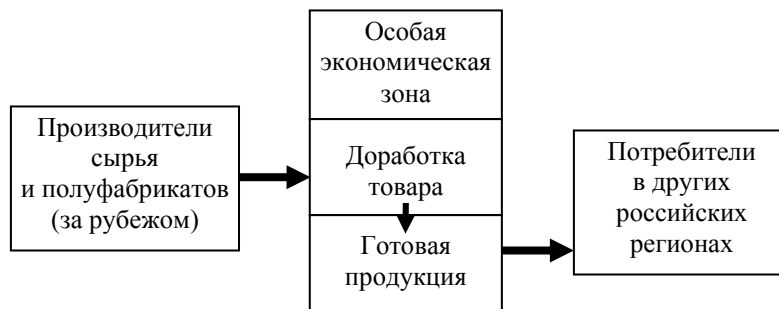 Производители
сырья
и полуфабрикатов
(за рубежом)
Особая
экономическая
зона
Доработка
товара
Готовая
продукция
Потребители
в других
российских
регионах